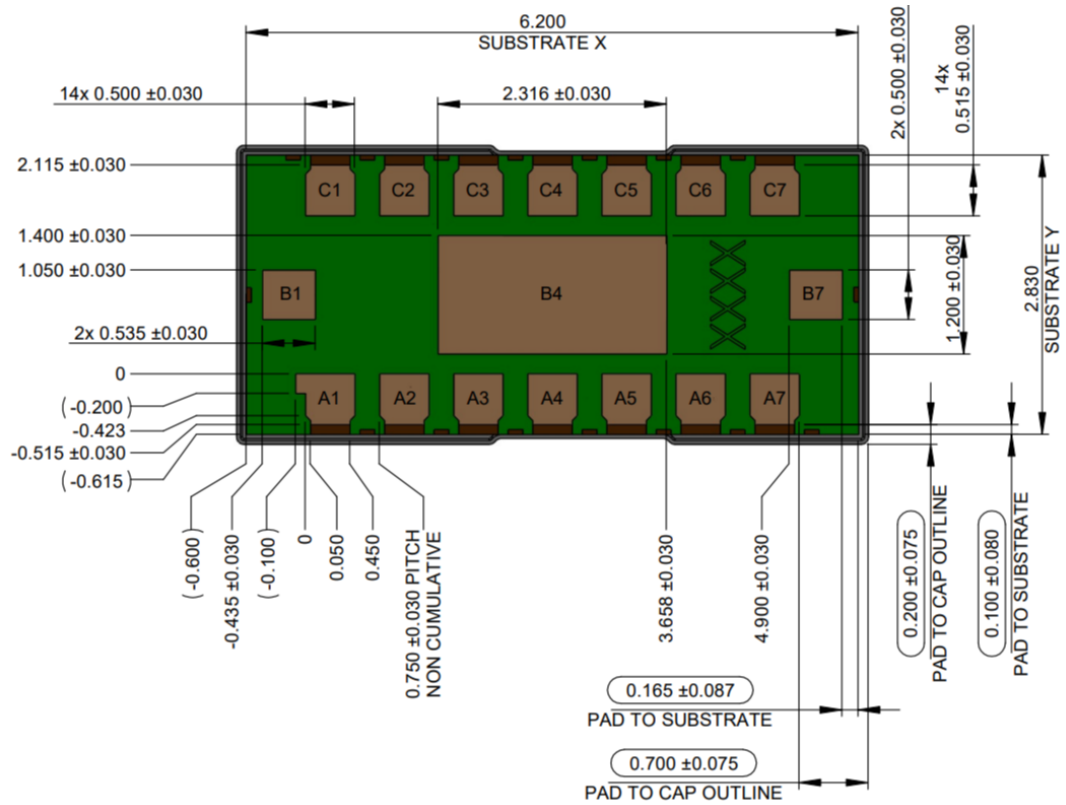 6.200
SUBSTRATE X
14x 0.500 ±0.030
2.316 ±0.030
2x 0.500 ±0.030
14x
0.515 ±0.030
2.115 ±0.030
C1 C2 C3 C4 C5 C6 C7
1.400 ±0.030
1.050 ±0.030
B1 B4 XXXX B7
1.200 ±0.030
2.830
SUBSTRATE Y
2x 0.535 ±0.030
0
A1 A2 A3 A4 A5 A6 A7
(-0.200)
-0.423
-0.515 ±0.030
(-0.615)
(-0.600)
-0.435 ±0.030
(-0.100)
0
0.050
0.450
0.750 ±0.030 PITCH
NON CUMULATIVE
3.658 ±0.030
4.900 ±0.030
0.200 ±0.075
PAD TO CAP OUTLINE
0.100 ±0.080
PAD TO SUBSTRATE
0.165 ±0.087
PAD TO SUBSTRATE
0.700 ±0.075
PAD TO CAP OUTLINE